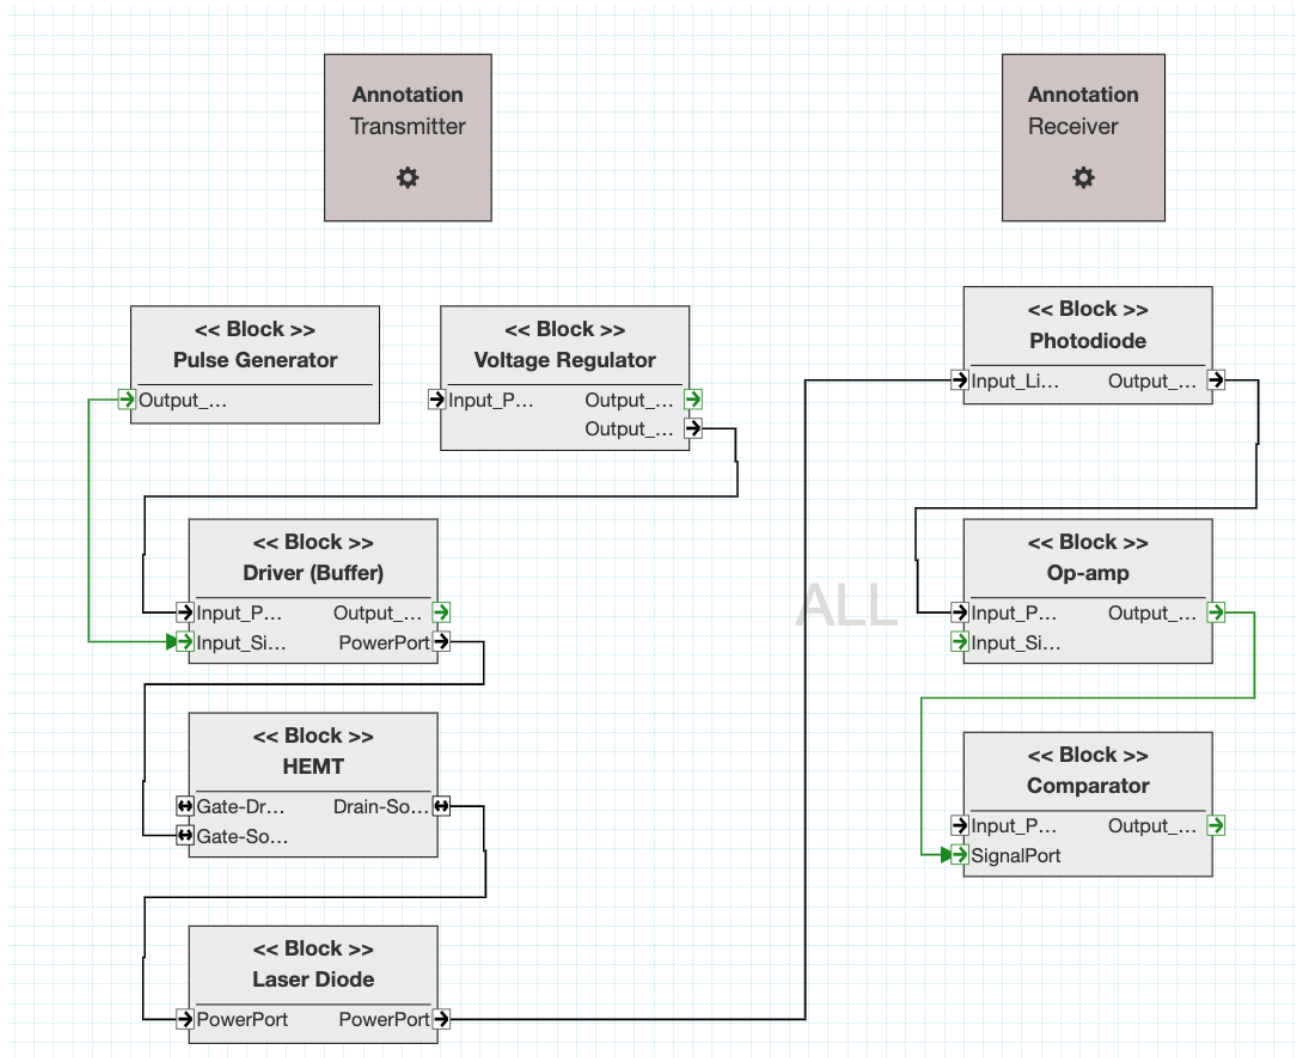 Annotation
Transmitter
Annotation
Receiver
<< Block >>
Pulse Generator
Output_...
<< Block >>
Voltage Regulator
Input_P...
Output_...
Output_...
<< Block >>
Photodiode
Input_Li...
Output_...
<< Block >>
Driver (Buffer)
Input_P...
Output_...
Input_Si...
PowerPort
ALL
<< Block >>
Op-amp
Input_P...
Output_...
Input_Si...
<< Block >>
HEMT
Gate-Dr...
Drain-So...
Gate-So...
<< Block >>
Comparator
Input_P...
Output_...
SignalPort
<< Block >>
Laser Diode
PowerPort
PowerPort